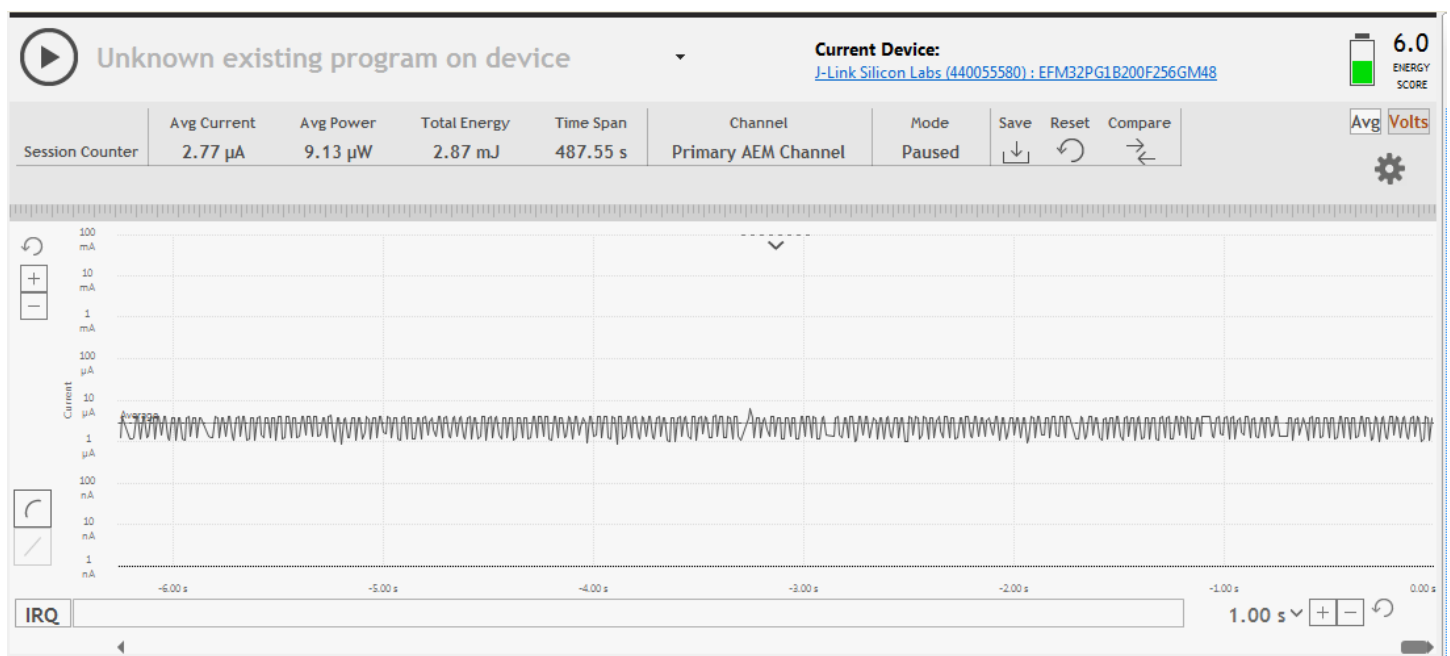 Unknown existing program on device
Current Device:
J-Link Silicon Labs (440055580) : EFM32PG1B200F256GM48
6.0
ENERGY
SCORE
Avg Current Avg Power Total Energy Time Span Channel Mode Save Reset Compare
Session Counter 2.77 µA 9.13 µW 2.87 mJ 487.55 s Primary AEM Channel Paused
Avg Volts
100
mA
10
mA
1
mA
100
µA
Current
10
µA
Average
1
µA
100
nA
10
nA
1
nA
-6.00 s -5.00 s -4.00 s -3.00 s -2.00 s -1.00 s 0.00 s
IRQ 1.00 s